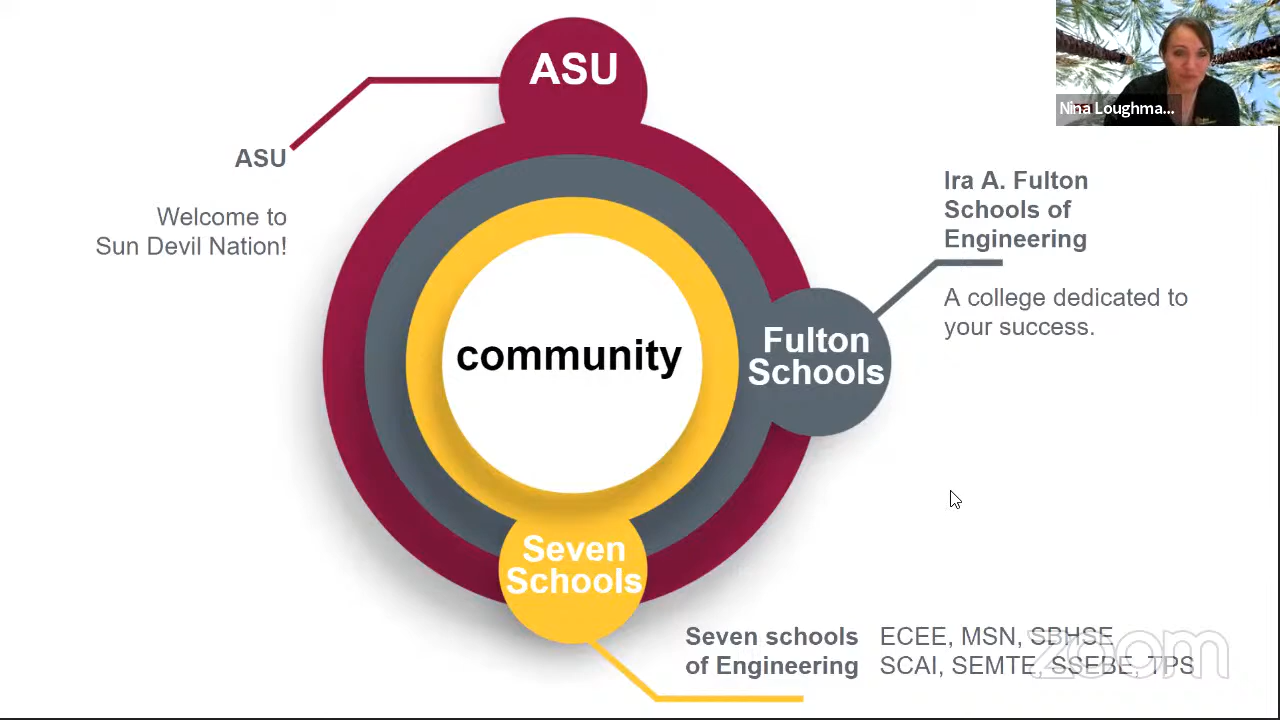 ASU
Nina Loughma...
ASU
Welcome to
Sun Devil Nation!
Ira A. Fulton
Schools of
Engineering
A college dedicated to
your success.
community
Fulton
Schools
Seven
Schools
Seven schools
of Engineering
ECEE, MSN, SBHSE
SCAI, SEMTE, SSEBE, TPS
zoom